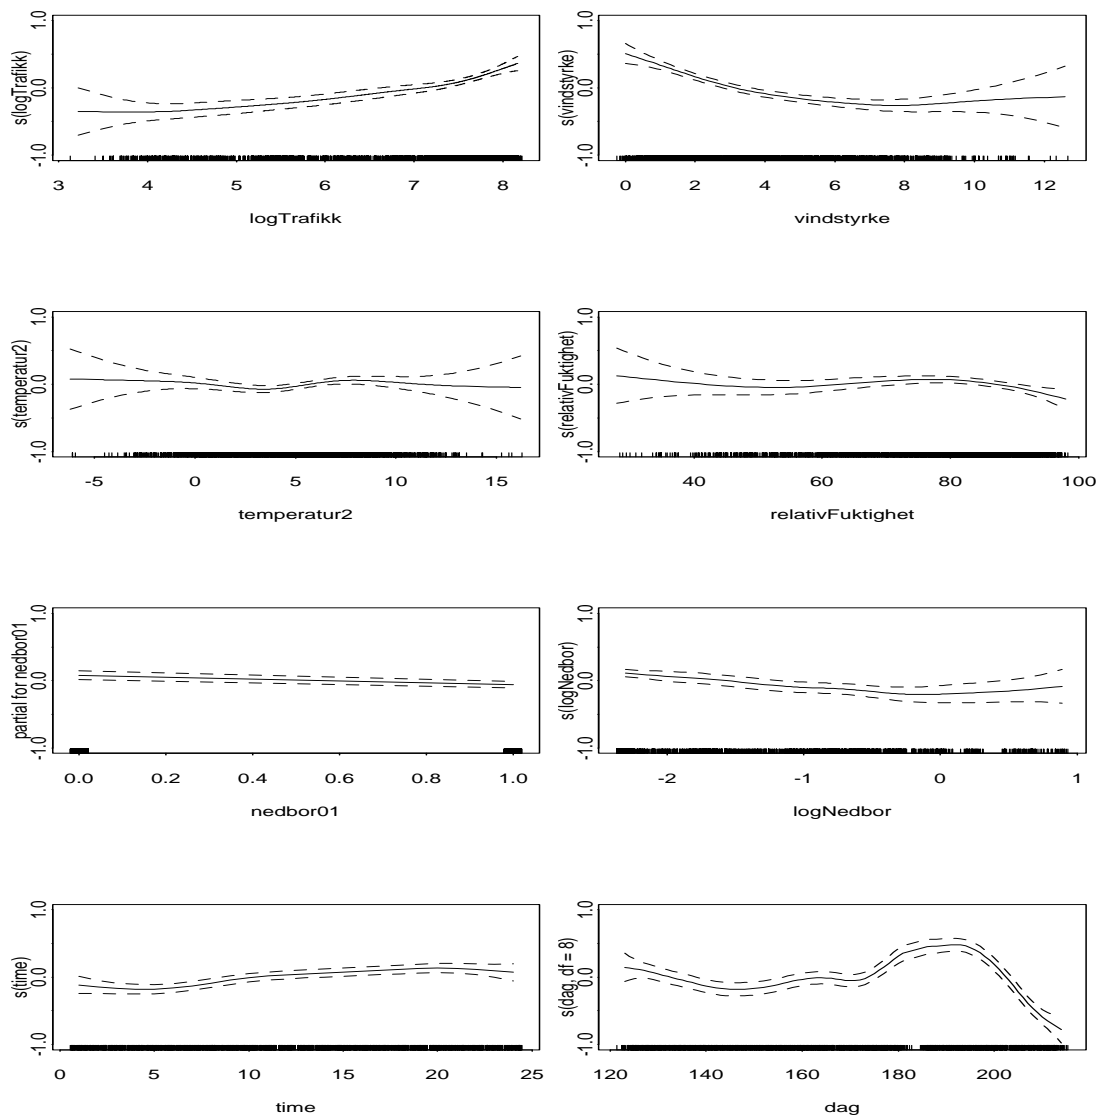 s(logTrafikk)
1.0
0.0
-1.0
3 4 5 6 7 8
logTrafikk
s(vindstyrke)
1.0
0.0
-1.0
0 2 4 6 8 10 12
vindstyrke
s(temperatur2)
1.0
0.0
-1.0
-5 0 5 10 15
temperatur2
s(relativFuktighet)
1.0
0.0
-1.0
40 60 80 100
relativFuktighet
partial for nedbor01
1.0
0.0
-1.0
0.0 0.2 0.4 0.6 0.8 1.0
nedbor01
s(logNedbor)
1.0
0.0
-1.0
-2 -1 0 1
logNedbor
s(time)
1.0
0.0
-1.0
0 5 10 15 20 25
time
s(dag, df = 8)
1.0
0.0
-1.0
120 140 160 180 200
dag